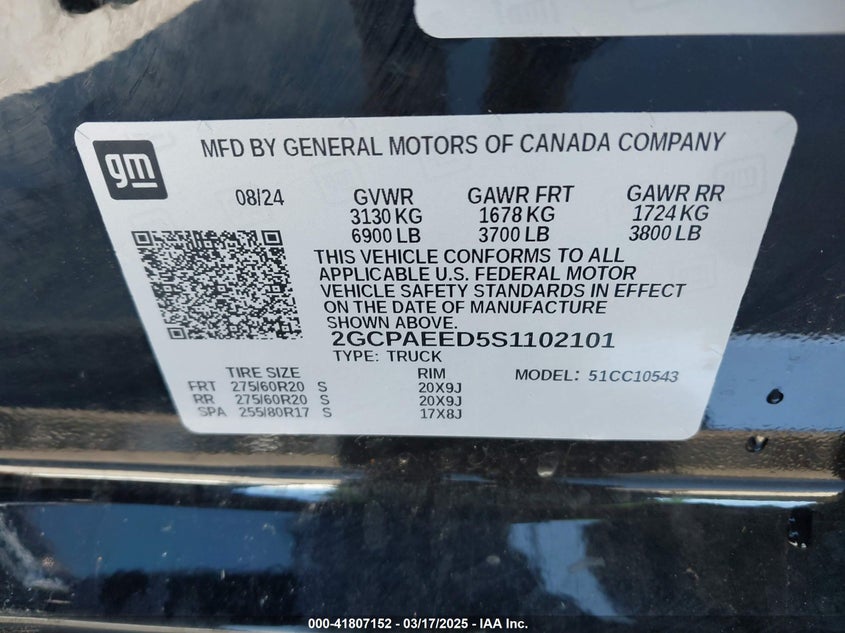 gm
MFD BY GENERAL MOTORS OF CANADA COMPANY
08/24 GVWR GAWR FRT GAWR RR
3130 KG 1678 KG 1724 KG
6900 LB 3700 LB 3800 LB
THIS VEHICLE CONFORMS TO ALL
APPLICABLE U.S. FEDERAL MOTOR
VEHICLE SAFETY STANDARDS IN EFFECT
ON THE DATE OF MANUFACTURE
SHOWN ABOVE.
2GCPAEED5S1102101
TYPE: TRUCK
TIRE SIZE RIM MODEL: 51CC10543
FRT 275/60R20 S 20X9J
RR 275/60R20 S 20X9J
SPA 255/80R17 S 17X8J
000-41807152 — 03/17/2025 — IAA Inc.